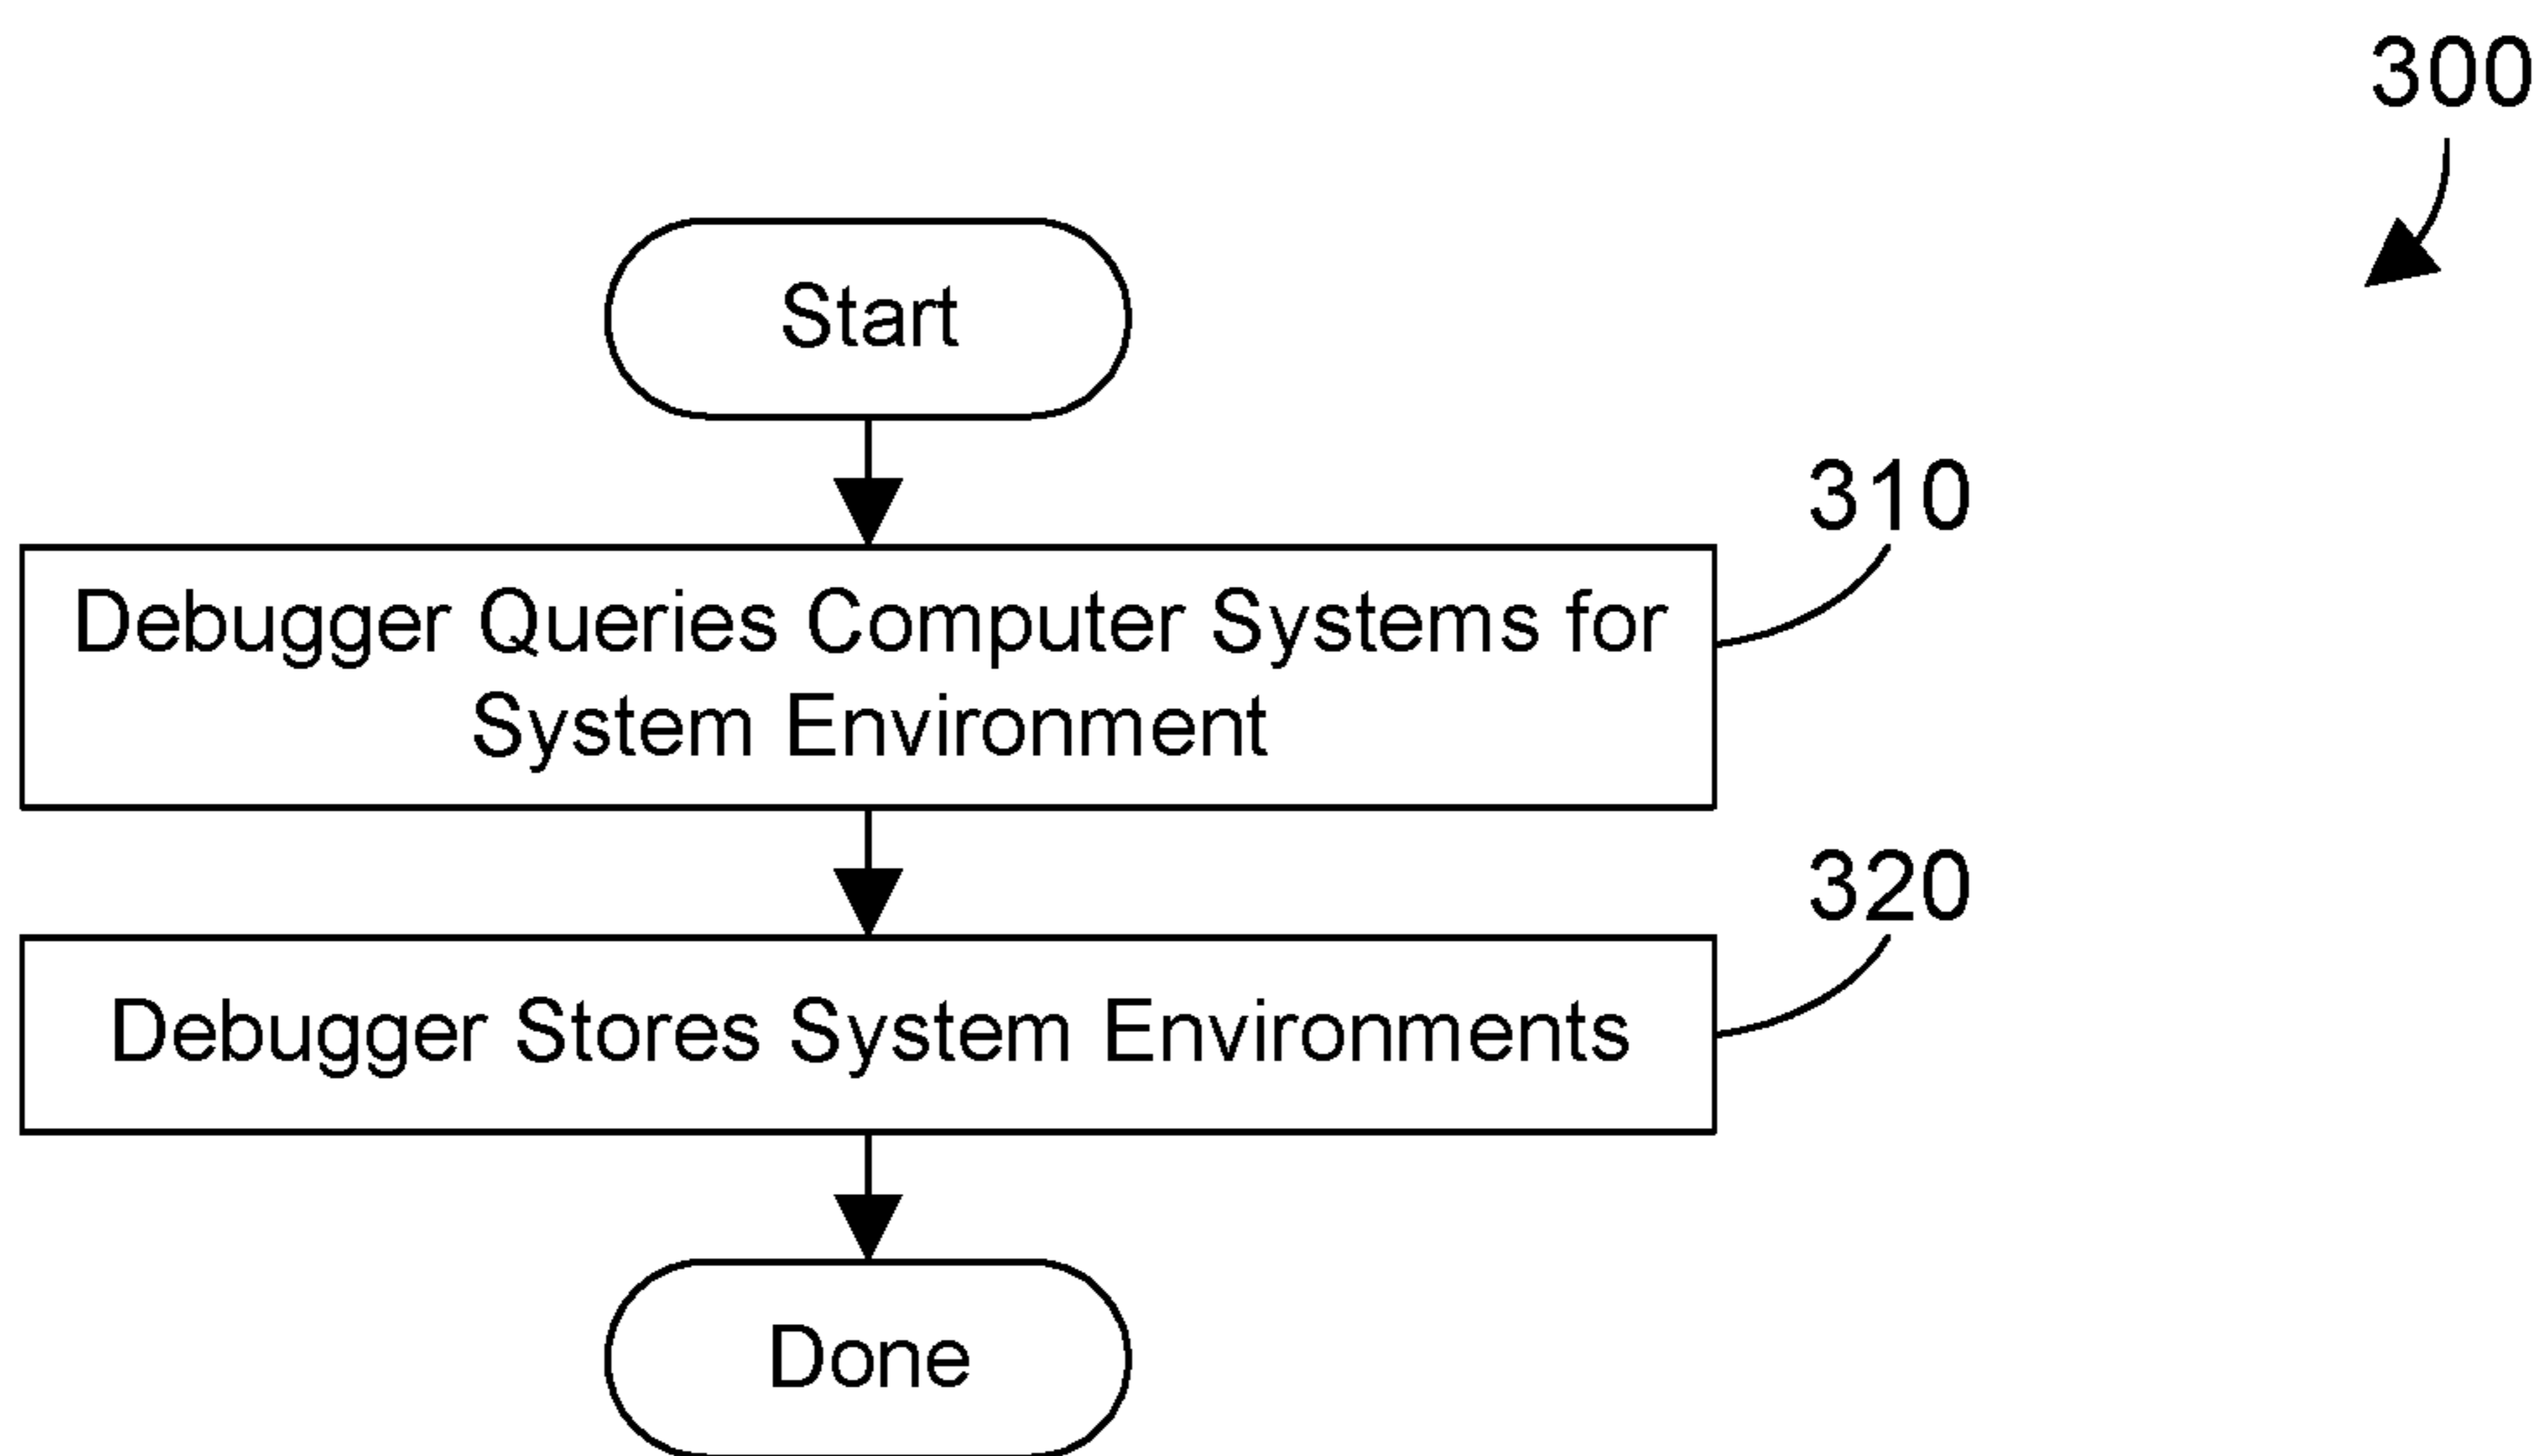 300
Start
310
Debugger Queries Computer Systems for
System Environment
320
Debugger Stores System Environments
Done